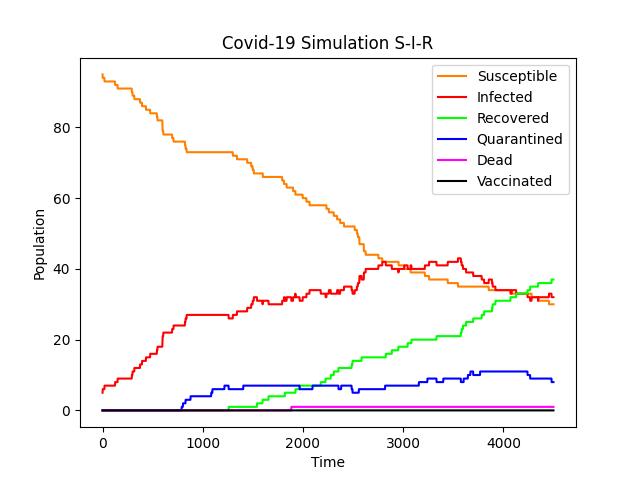 Covid-19 Simulation S-I-R
Susceptible
Infected
Recovered
Quarantined
Dead
Vaccinated
80
60
40
20
0
Population
0 1000 2000 3000 4000
Time